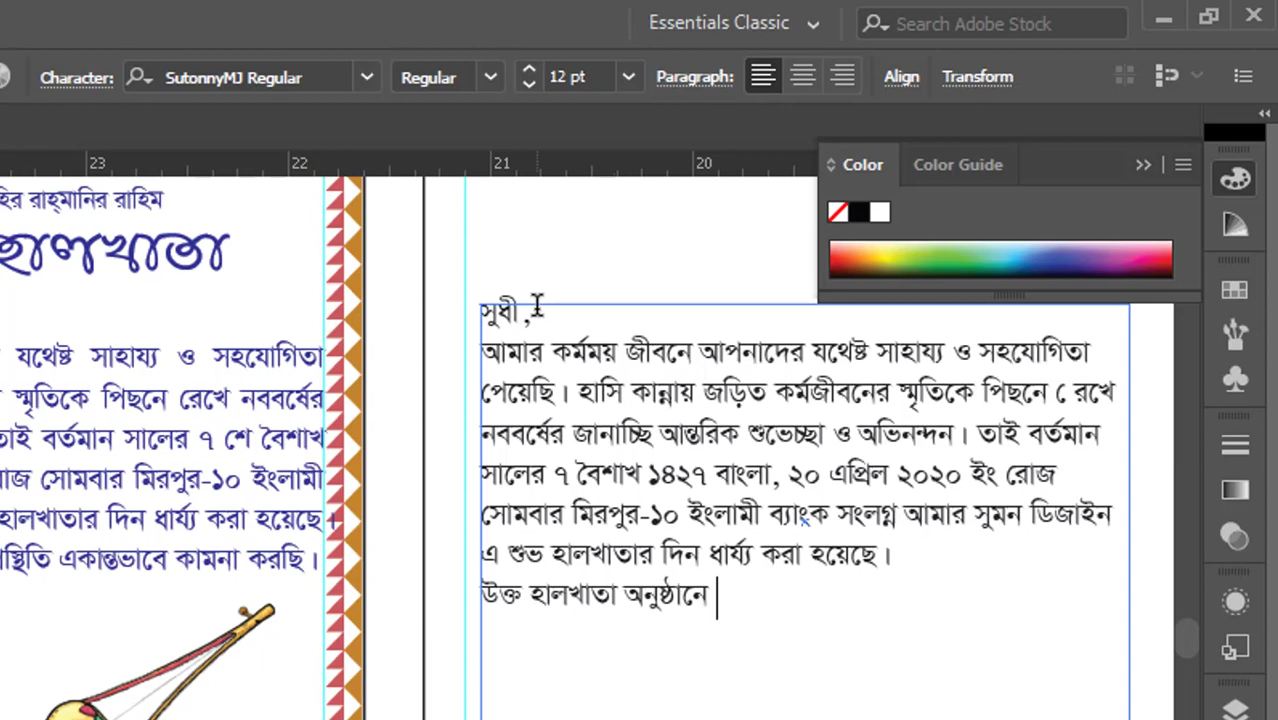 Essentials Classic
Search Adobe Stock
Character:
SutonnyMJ Regular
Regular
12 pt
Paragraph:
Align
Transform
23
22
21
20
Color
Color Guide
হির রাহ্‌মানির রাহিম
হালখাতা
যথেষ্ট সাহায্য ও সহযোগিতা
স্মৃতিকে পিছনে রেখে নববর্ষের
তাই বর্তমান সালের ৭ শে বৈশাখ
রোজ সোমবার মিরপুর-১০ ইংলামী
হালখাতার দিন ধার্য্য করা হয়েছে
স্থিতি একান্তভাবে কামনা করছি।
সুধী ,
আমার কর্মময় জীবনে আপনাদের যথেষ্ট সাহায্য ও সহযোগিতা
পেয়েছি। হাসি কান্নায় জড়িত কর্মজীবনের স্মৃতিকে পিছনে ে রখে
নববর্ষের জানাচ্ছি আন্তরিক শুভেচ্ছা ও অভিনন্দন। তাই বর্তমান
সালের ৭ বৈশাখ ১৪২৭ বাংলা, ২০ এপ্রিল ২০২০ ইং রোজ
সোমবার মিরপুর-১০ ইংলামী ব্যাংক সংলগ্ন আমার সুমন ডিজাইন
এ শুভ হালখাতার দিন ধার্য্য করা হয়েছে।
উক্ত হালখাতা অনুষ্ঠানে